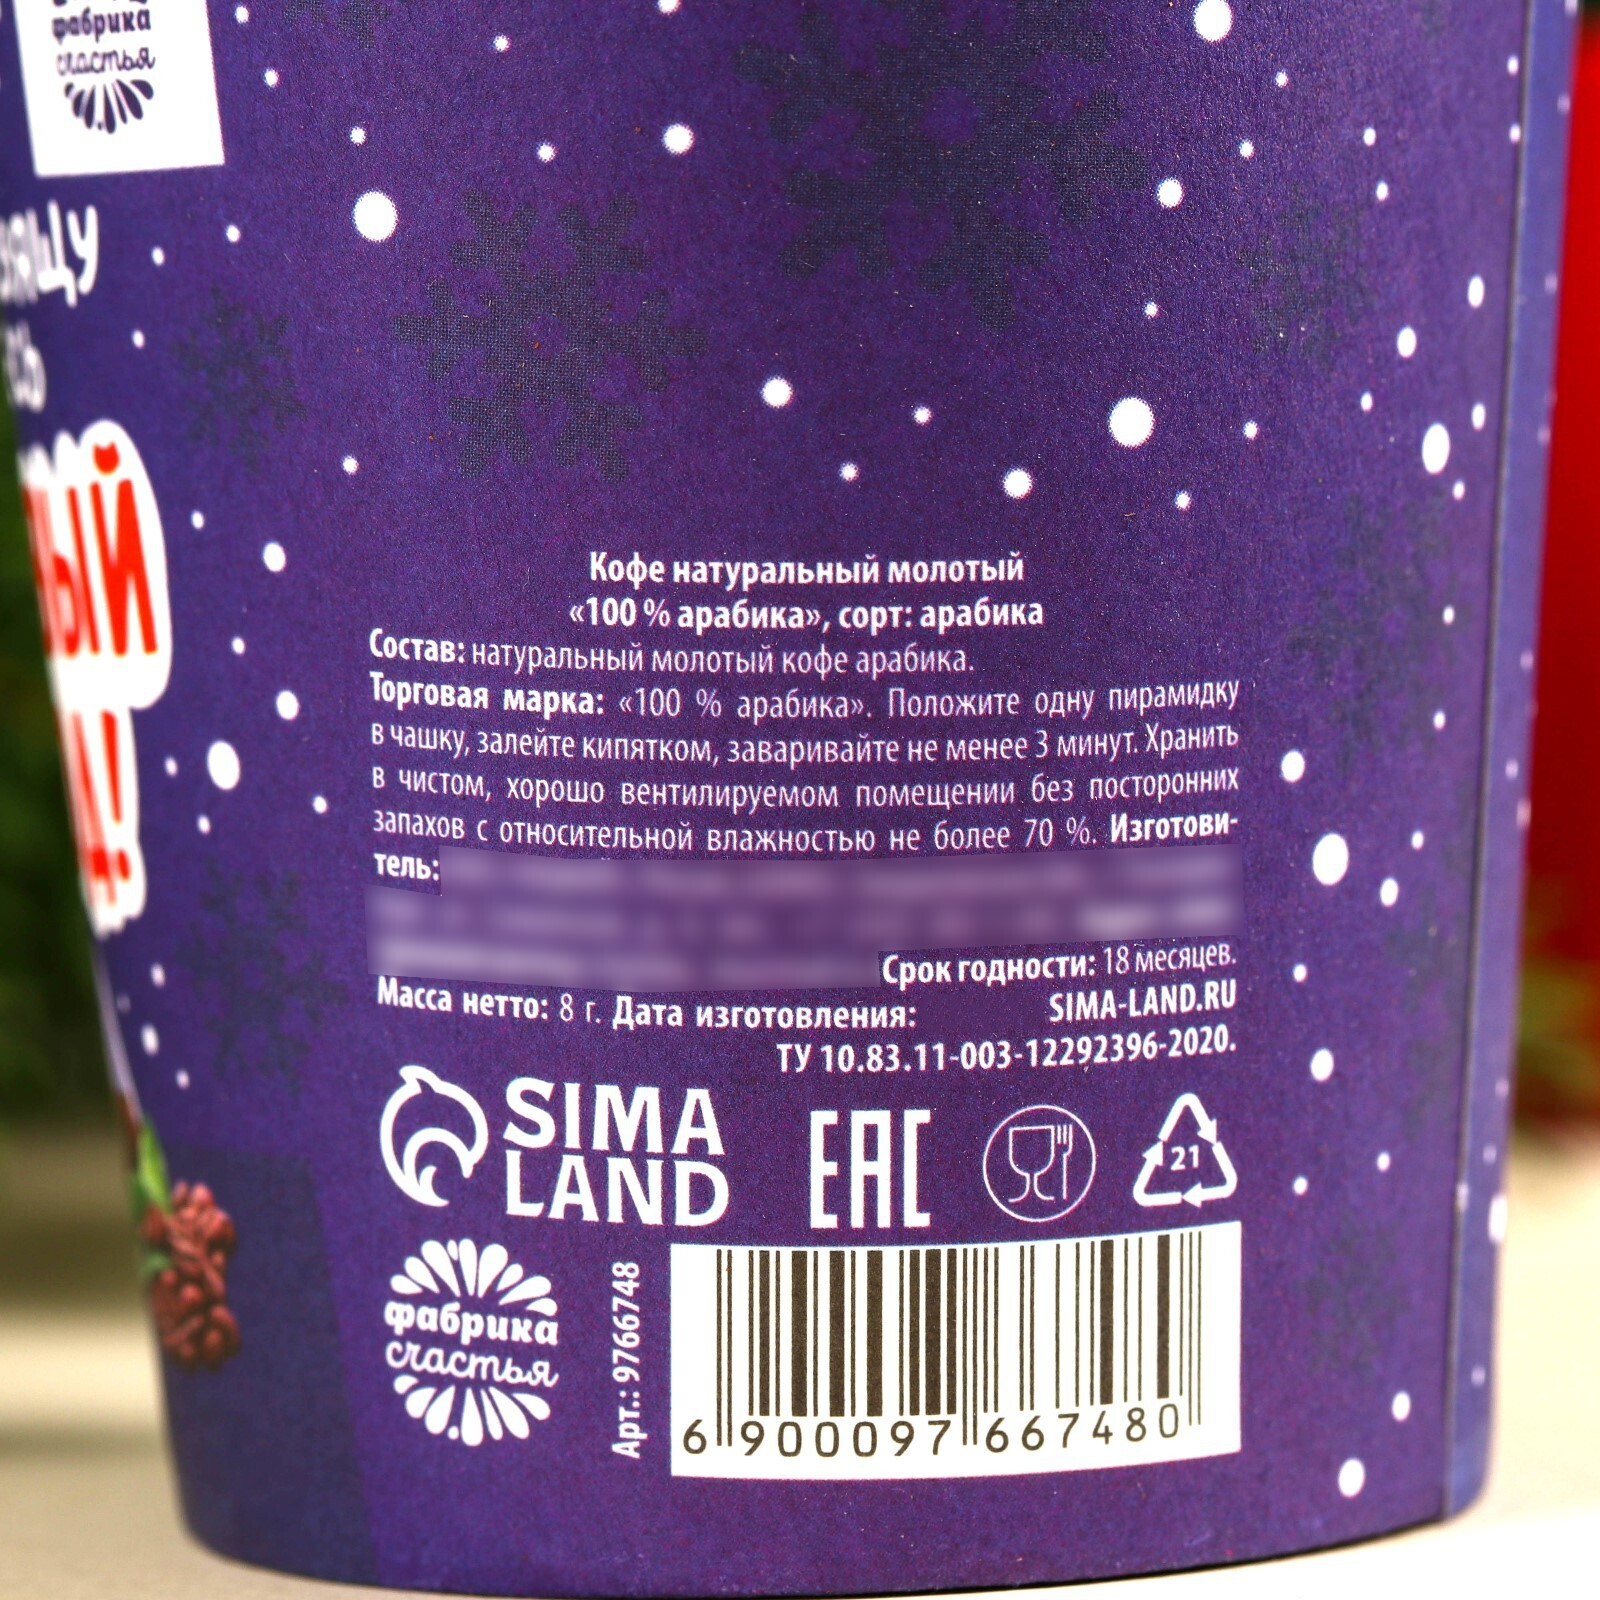 фабрика
счастья
ЫЙ
Кофе натуральный молотый
«100 % арабика», сорт: арабика
Состав: натуральный молотый кофе арабика.
Торговая марка: «100 % арабика». Положите одну пирамидку
в чашку, залейте кипятком, заваривайте не менее 3 минут. Хранить
в чистом, хорошо вентилируемом помещении без посторонних
запахов с относительной влажностью не более 70 %. Изготови-
тель:
Срок годности: 18 месяцев.
Масса нетто: 8 г. Дата изготовления: SIMA-LAND.RU
ТУ 10.83.11-003-12292396-2020.
SIMA
LAND
EAC
21
фабрика
счастья
Арт.: 9766748
6 900097 667480